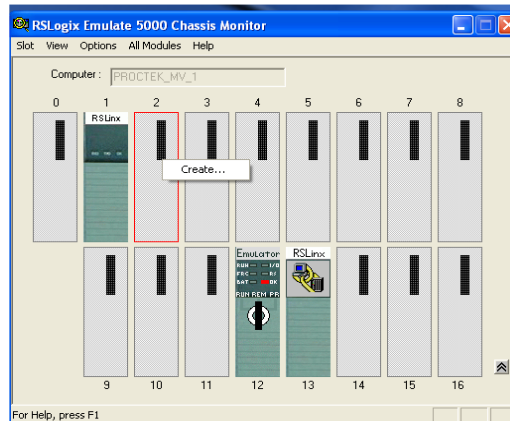 RSLogix Emulate 5000 Chassis Monitor
Slot View Options All Modules Help
Computer : PROCTEK_MV_1
0 1 2 3 4 5 6 7 8
RSLinx
Create...
Emulator RSLinx
RUN I/O
FRC RS
BAT OK
RUN REM PR
9 10 11 12 13 14 15 16
For Help, press F1